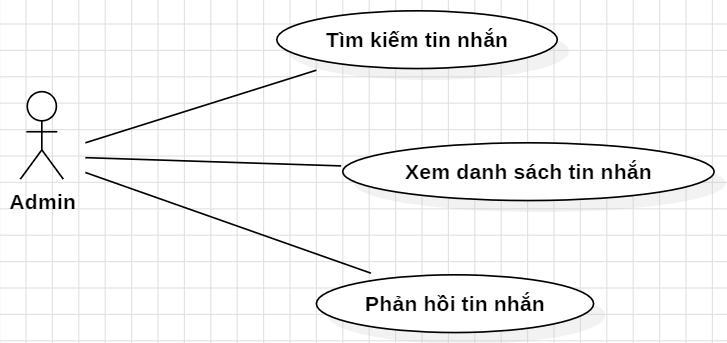 Tìm kiếm tin nhắn
Xem danh sách tin nhắn
Admin
Phản hồi tin nhắn